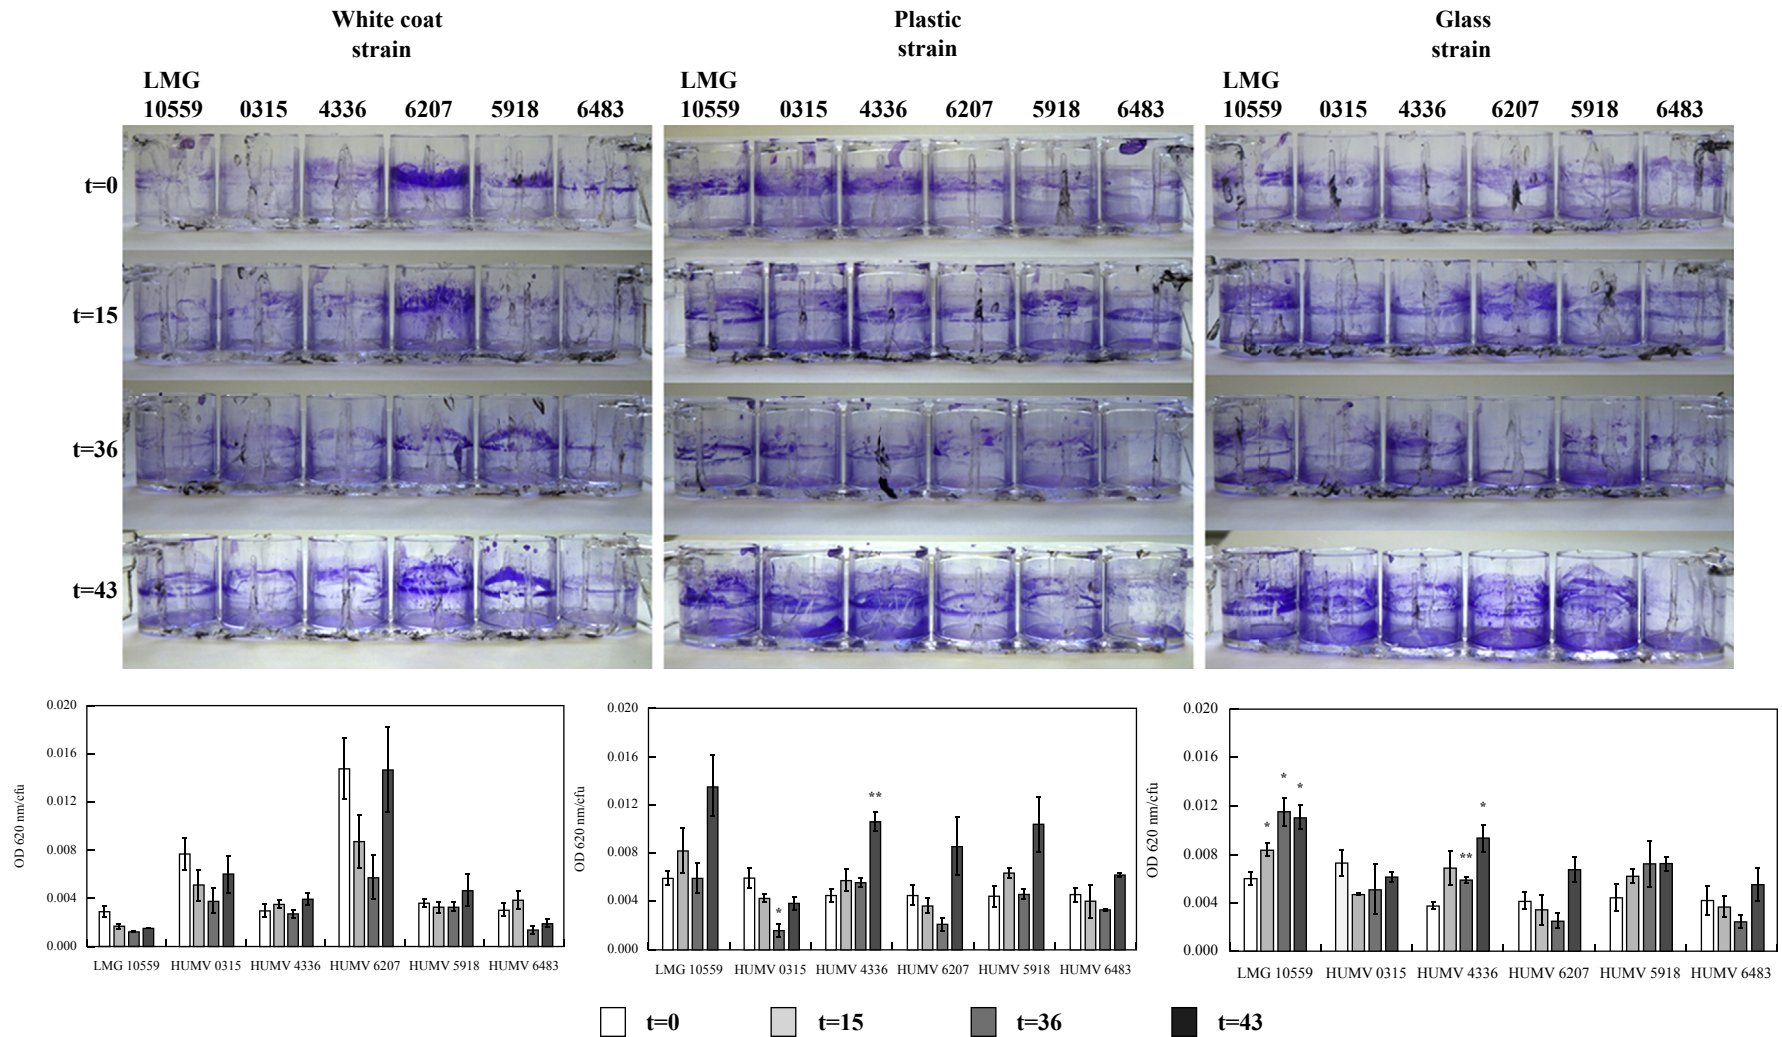 White coat
strain
Plastic
strain
Glass
strain
LMG
10559 0315 4336 6207 5918 6483
LMG
10559 0315 4336 6207 5918 6483
LMG
10559 0315 4336 6207 5918 6483
t=0
t=15
t=36
t=43
OD 620 nm/cfu
0.020
0.016
0.012
0.008
0.004
0.000
LMG 10559 HUMV 0315 HUMV 4336 HUMV 6207 HUMV 5918 HUMV 6483
OD 620 nm/cfu
0.020
0.016
0.012
0.008
0.004
0.000
*
**
LMG 10559 HUMV 0315 HUMV 4336 HUMV 6207 HUMV 5918 HUMV 6483
OD 620 nm/cfu
0.020
0.016
0.012
0.008
0.004
0.000
*
*
*
**
*
LMG 10559 HUMV 0315 HUMV 4336 HUMV 6207 HUMV 5918 HUMV 6483
t=0 t=15 t=36 t=43